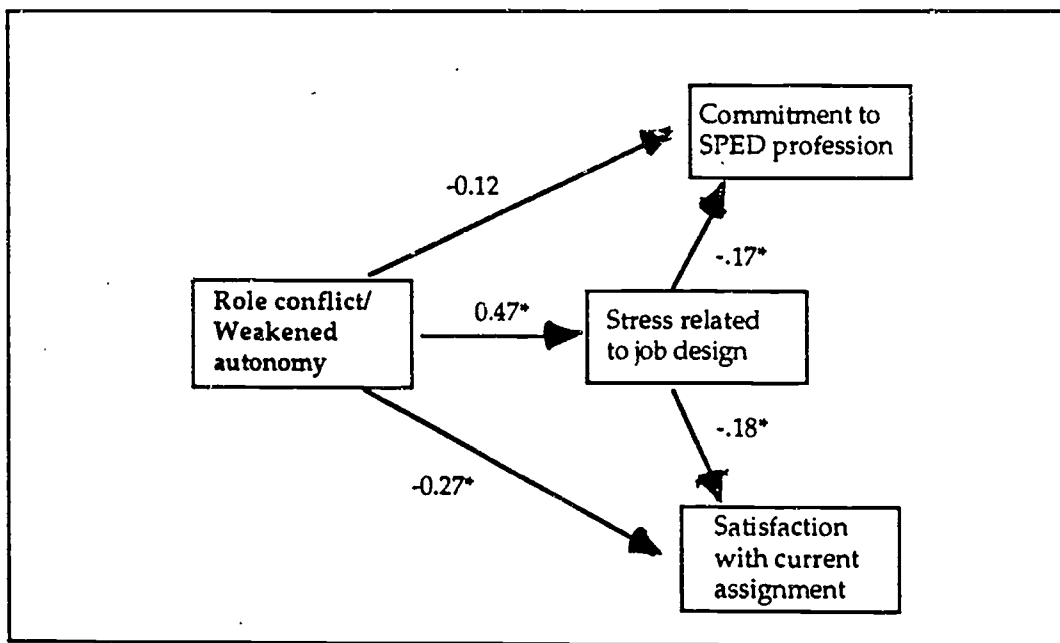 Commitment to
SPED profession
-0.12
-.17*
Role conflict/
Weakened
autonomy
0.47*
Stress related
to job design
-.18*
-0.27*
Satisfaction
with current
assignment